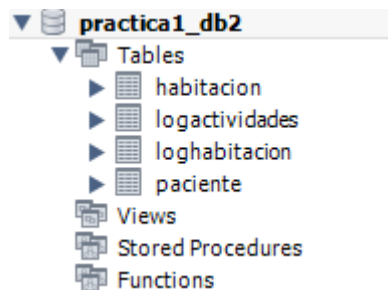 practica1_db2
Tables
habitacion
logactividades
loghabitacion
paciente
Views
Stored Procedures
Functions